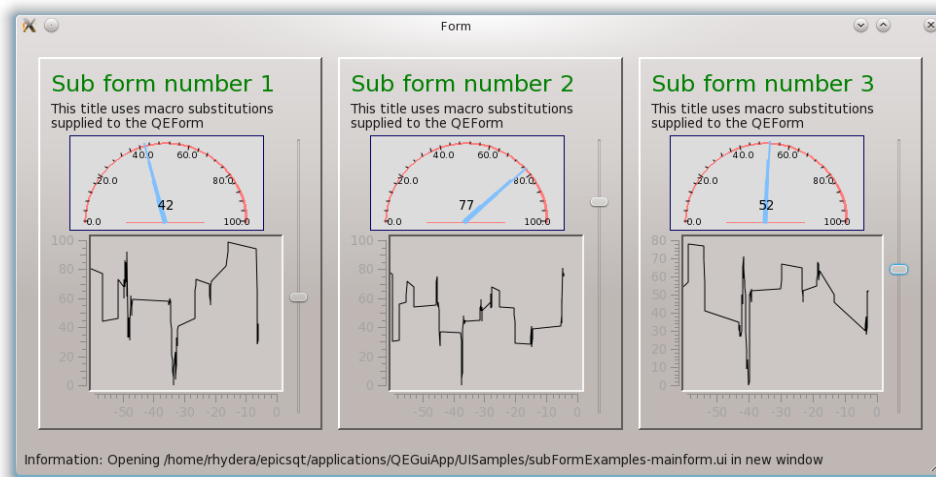 Form
Sub form number 1
This title uses macro substitutions
supplied to the QEForm
0.0 20.0 40.0 60.0 80.0 100.0
42
100
80
60
40
20
0
-50 -40 -30 -20 -10 0
Sub form number 2
This title uses macro substitutions
supplied to the QEForm
0.0 20.0 40.0 60.0 80.0 100.0
77
100
80
60
40
20
0
-50 -40 -30 -20 -10 0
Sub form number 3
This title uses macro substitutions
supplied to the QEForm
0.0 20.0 40.0 60.0 80.0 100.0
52
80
70
60
50
40
30
20
10
0
-50 -40 -30 -20 -10 0
Information: Opening /home/rhydera/epicsqt/applications/QEGuiApp/UISamples/subFormExamples-mainform.ui in new window